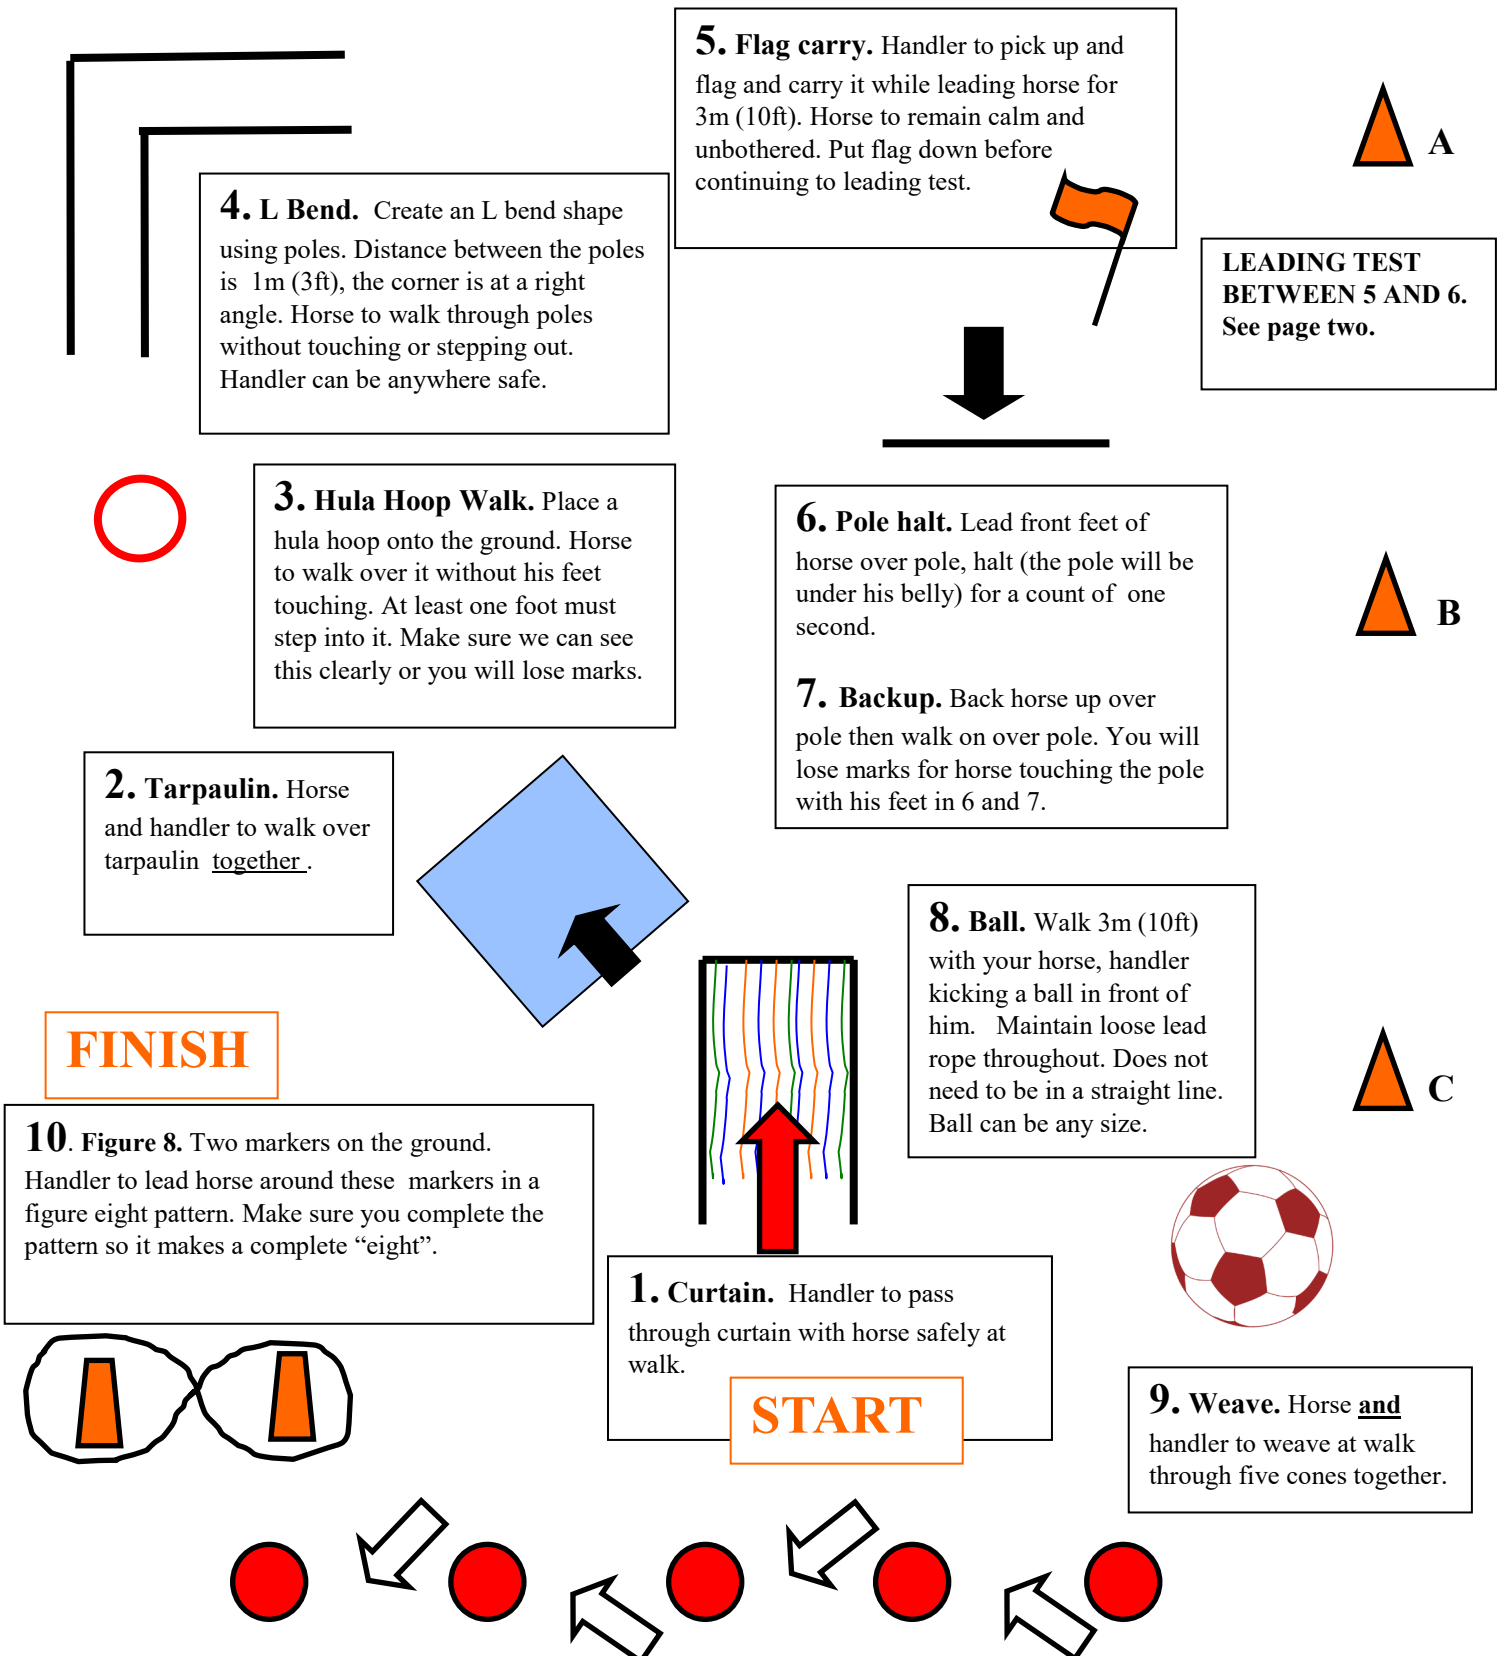 5. Flag carry. Handler to pick up and
flag and carry it while leading horse for
3m (10ft). Horse to remain calm and
unbothered. Put flag down before
continuing to leading test.
A
4. L Bend. Create an L bend shape
using poles. Distance between the poles
is 1m (3ft), the corner is at a right
angle. Horse to walk through poles
without touching or stepping out.
Handler can be anywhere safe.
LEADING TEST
BETWEEN 5 AND 6.
See page two.
3. Hula Hoop Walk. Place a
hula hoop onto the ground. Horse
to walk over it without his feet
touching. At least one foot must
step into it. Make sure we can see
this clearly or you will lose marks.
6. Pole halt. Lead front feet of
horse over pole, halt (the pole will be
under his belly) for a count of one
second.
7. Backup. Back horse up over
pole then walk on over pole. You will
lose marks for horse touching the pole
with his feet in 6 and 7.
B
2. Tarpaulin. Horse
and handler to walk over
tarpaulin together .
8. Ball. Walk 3m (10ft)
with your horse, handler
kicking a ball in front of
him. Maintain loose lead
rope throughout. Does not
need to be in a straight line.
Ball can be any size.
C
FINISH
10. Figure 8. Two markers on the ground.
Handler to lead horse around these markers in a
figure eight pattern. Make sure you complete the
pattern so it makes a complete “eight”.
1. Curtain. Handler to pass
through curtain with horse safely at
walk.
START
9. Weave. Horse and
handler to weave at walk
through five cones together.